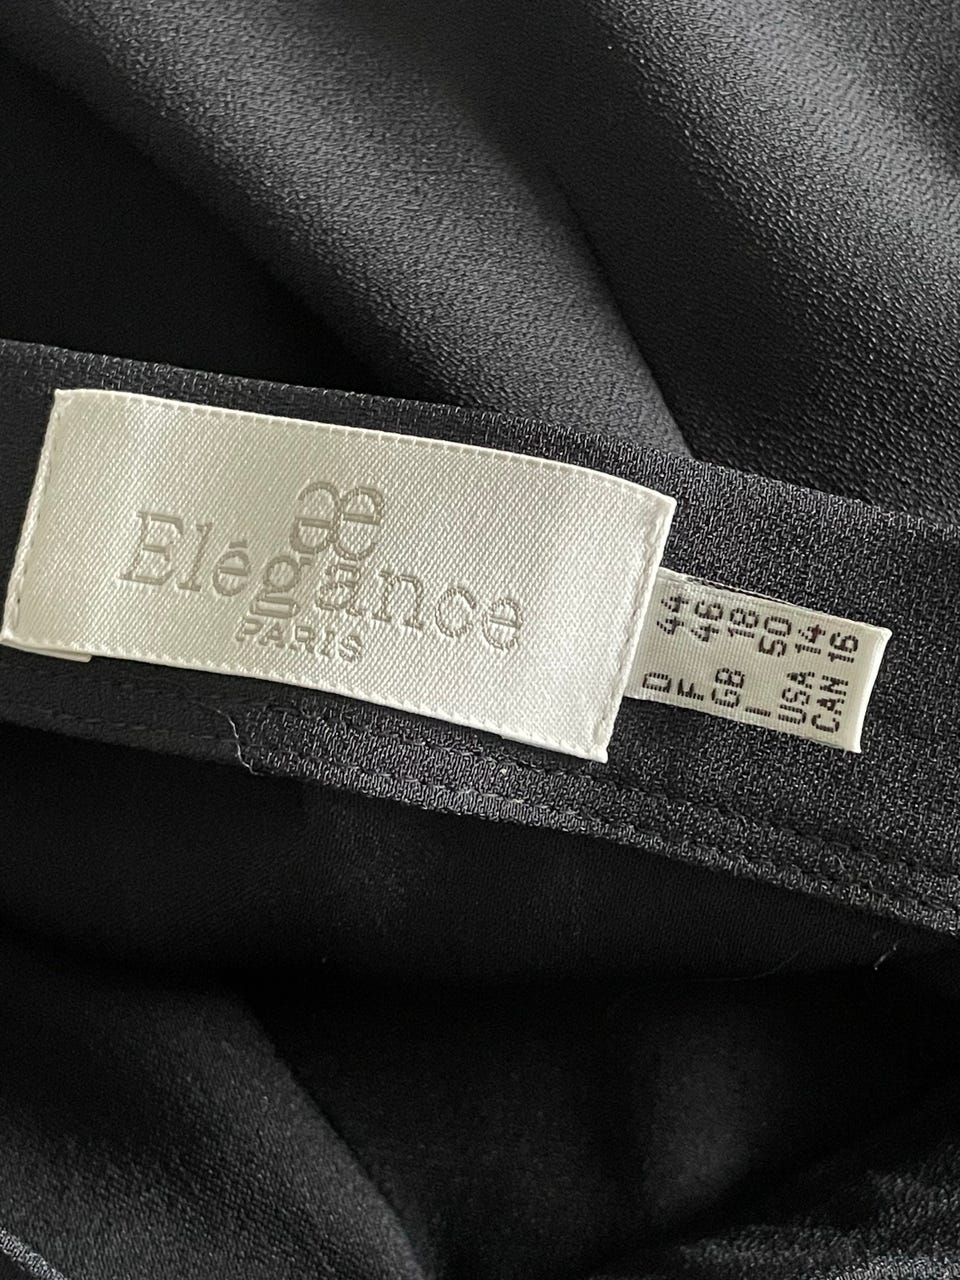 æ
Elégance
PARIS
D 44
F 46
GB 18
I 50
USA 14
CAN 16